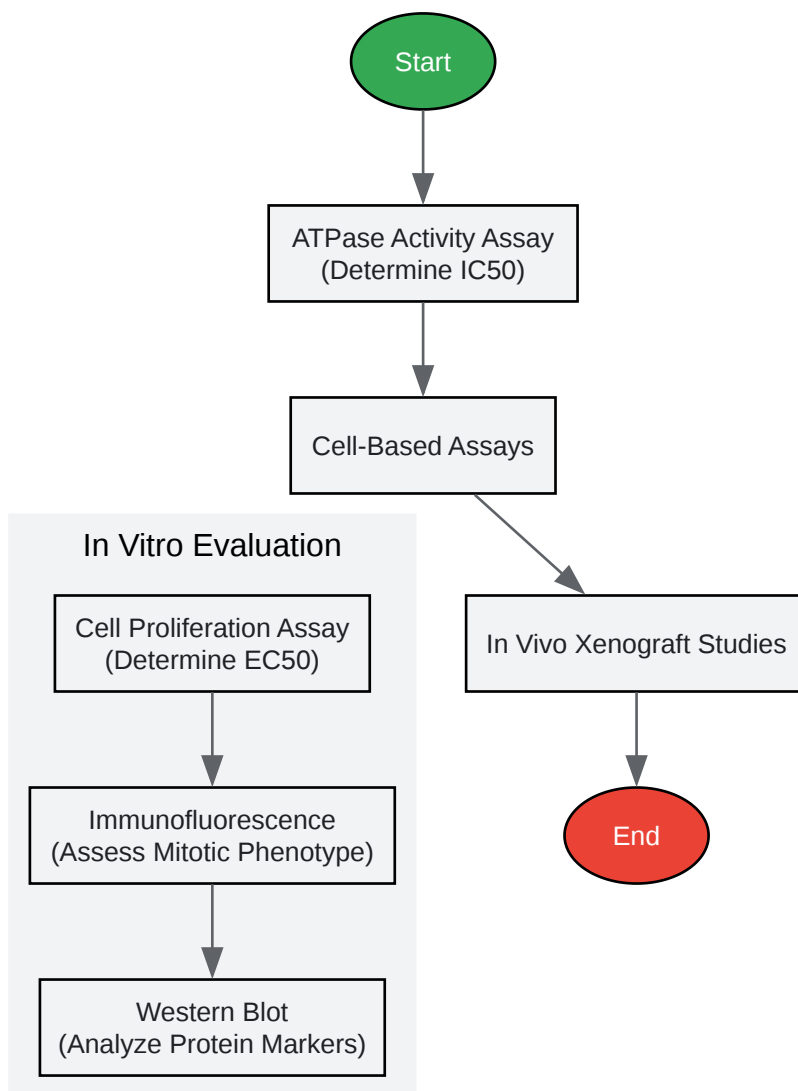 Start
ATPase Activity Assay
(Determine IC50)
Cell-Based Assays
In Vitro Evaluation
Cell Proliferation Assay
(Determine EC50)
In Vivo Xenograft Studies
Immunofluorescence
(Assess Mitotic Phenotype)
End
Western Blot
(Analyze Protein Markers)